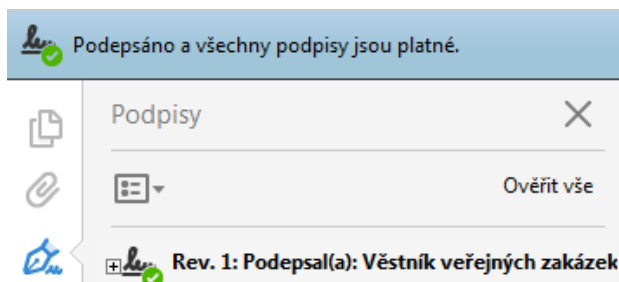 Podepsáno a všechny podpisy jsou platné.
Podpisy
Ověřit vše
Rev. 1: Podepsal(a): Věstník veřejných zakázek